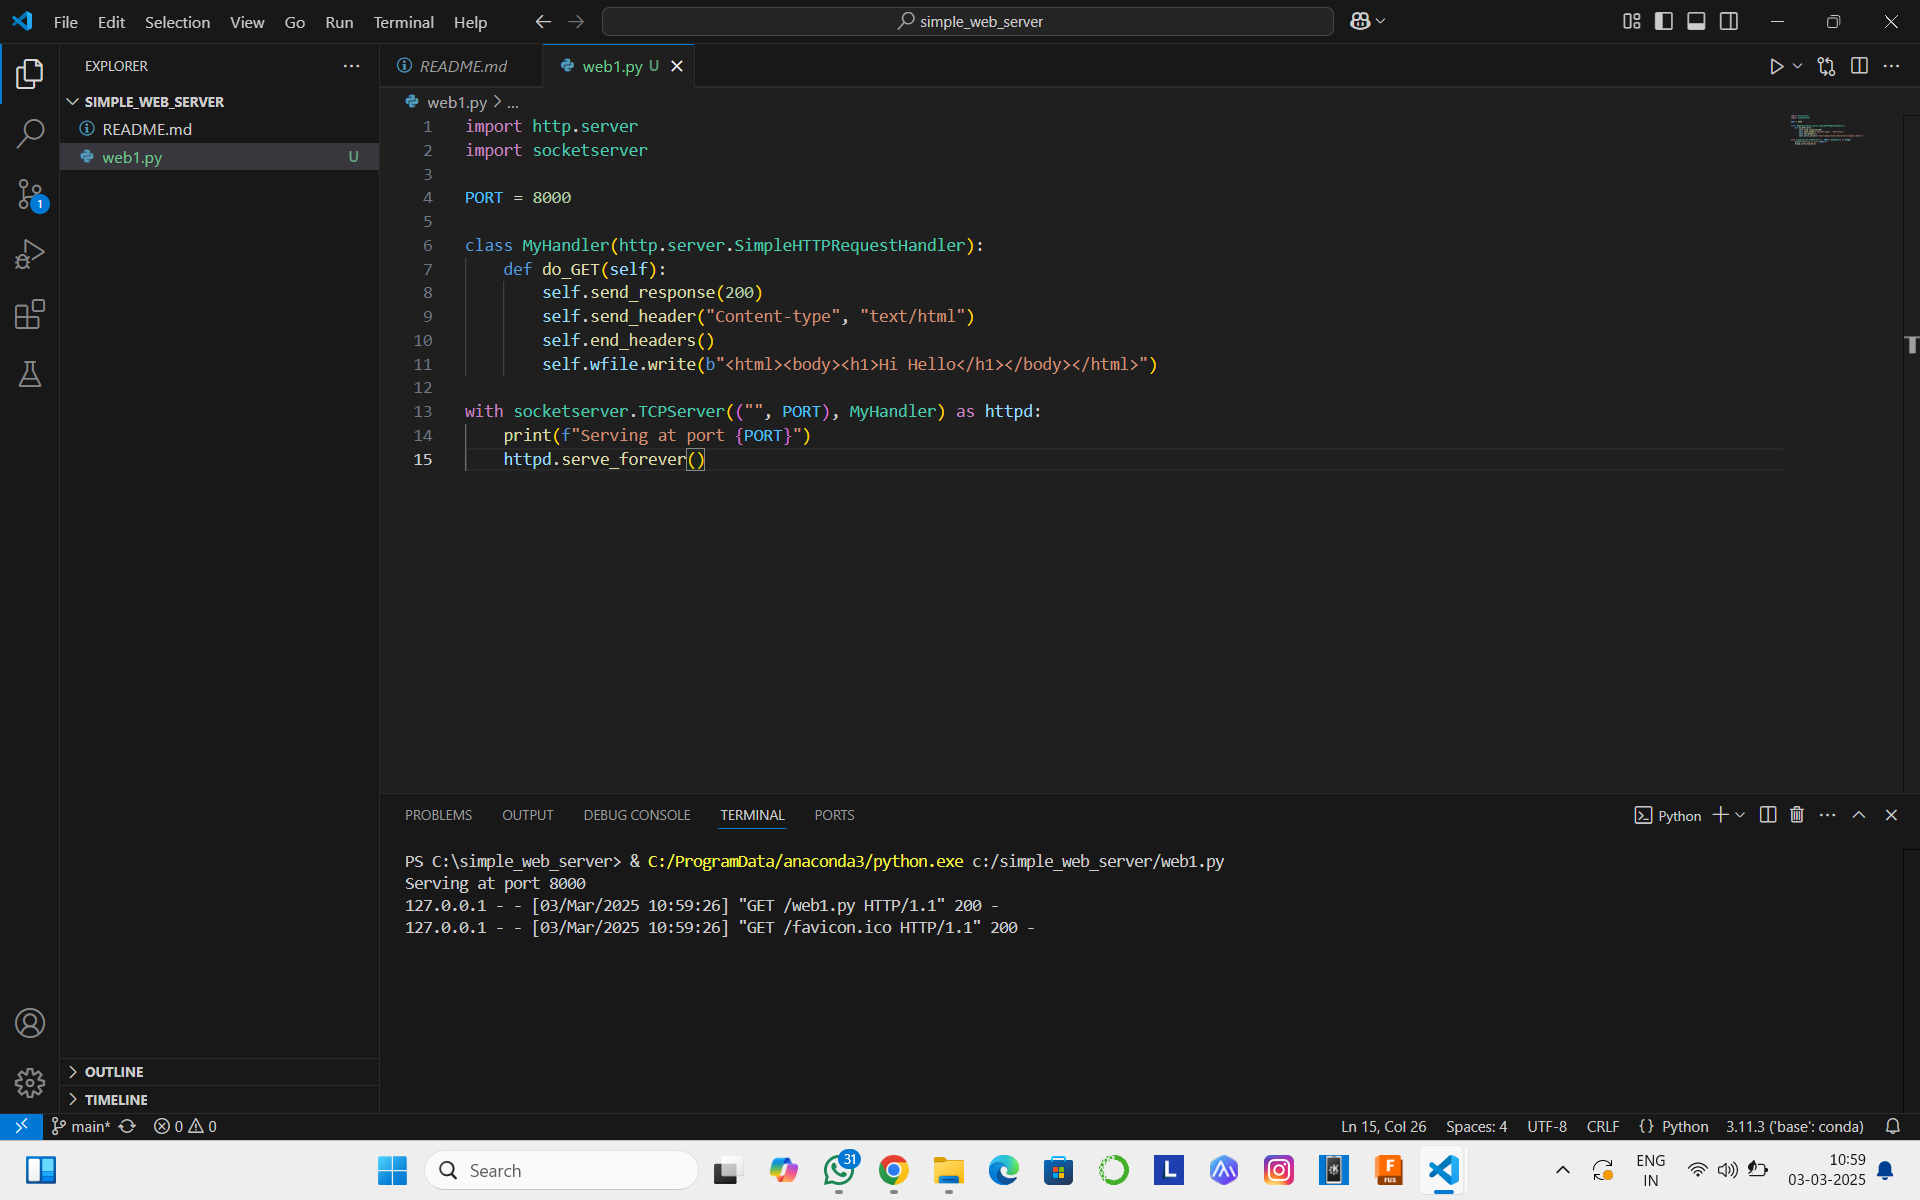 File Edit Selection View Go Run Terminal Help
simple_web_server
EXPLORER
SIMPLE_WEB_SERVER
README.md
web1.py U
README.md
web1.py U
web1.py > ...
1 import http.server
2 import socketserver
3
4 PORT = 8000
5
6 class MyHandler(http.server.SimpleHTTPRequestHandler):
7 def do_GET(self):
8 self.send_response(200)
9 self.send_header("Content-type", "text/html")
10 self.end_headers()
11 self.wfile.write(b"<html><body><h1>Hi Hello</h1></body></html>")
12
13 with socketserver.TCPServer(("", PORT), MyHandler) as httpd:
14 print(f"Serving at port {PORT}")
15 httpd.serve_forever()
1
PROBLEMS OUTPUT DEBUG CONSOLE TERMINAL PORTS
Python
PS C:\simple_web_server> & C:/ProgramData/anaconda3/python.exe c:/simple_web_server/web1.py
Serving at port 8000
127.0.0.1 - - [03/Mar/2025 10:59:26] "GET /web1.py HTTP/1.1" 200 -
127.0.0.1 - - [03/Mar/2025 10:59:26] "GET /favicon.ico HTTP/1.1" 200 -
OUTLINE
TIMELINE
main* 0 0
Ln 15, Col 26 Spaces: 4 UTF-8 CRLF {} Python 3.11.3 ('base': conda)
Search
31
L
F
FUS
ENG
IN
10:59
03-03-2025